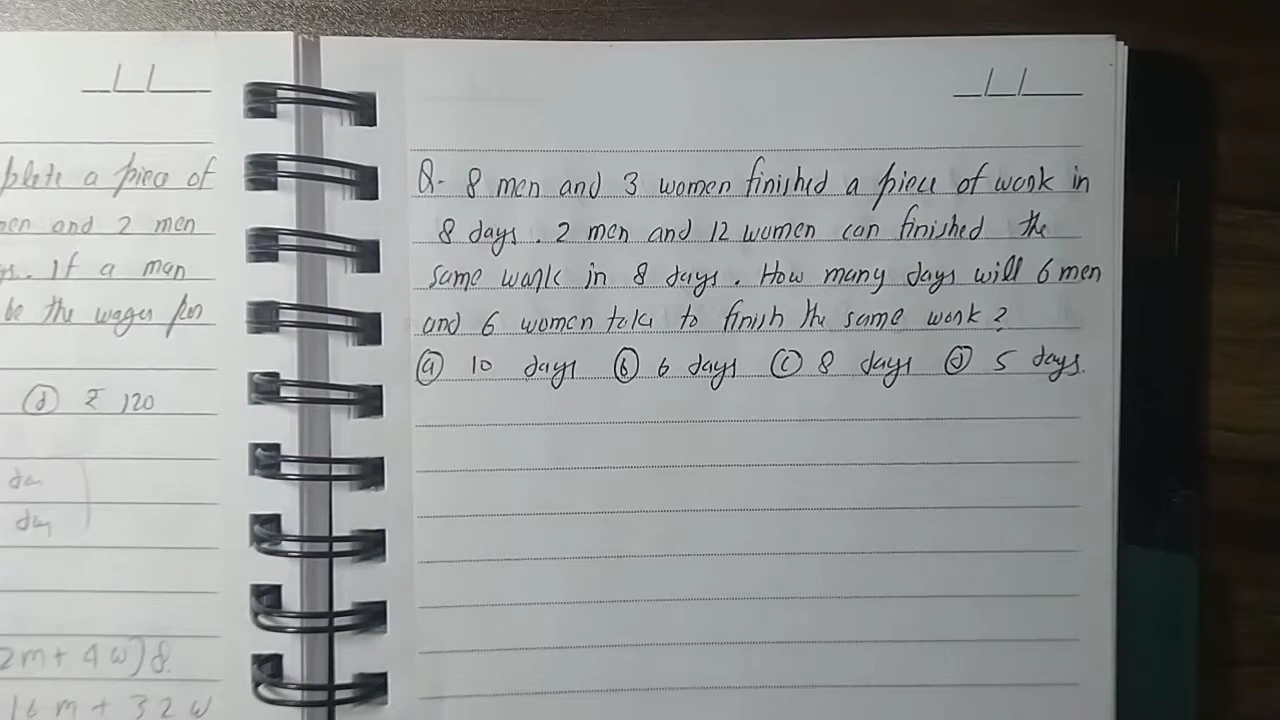 plete a piece of
men and 2 men
ys. If a man
be the wages per
ⓓ ₹ 120
da
day
2m + 4w) 8
16 m + 32 w
Q- 8 men and 3 women finished a piece of work in
8 days. 2 men and 12 women can finished the
same work in 8 days. How many days will 6 men
and 6 women take to finish the same work?
ⓐ 10 days ⓑ 6 days ⓒ 8 days ⓓ 5 days.